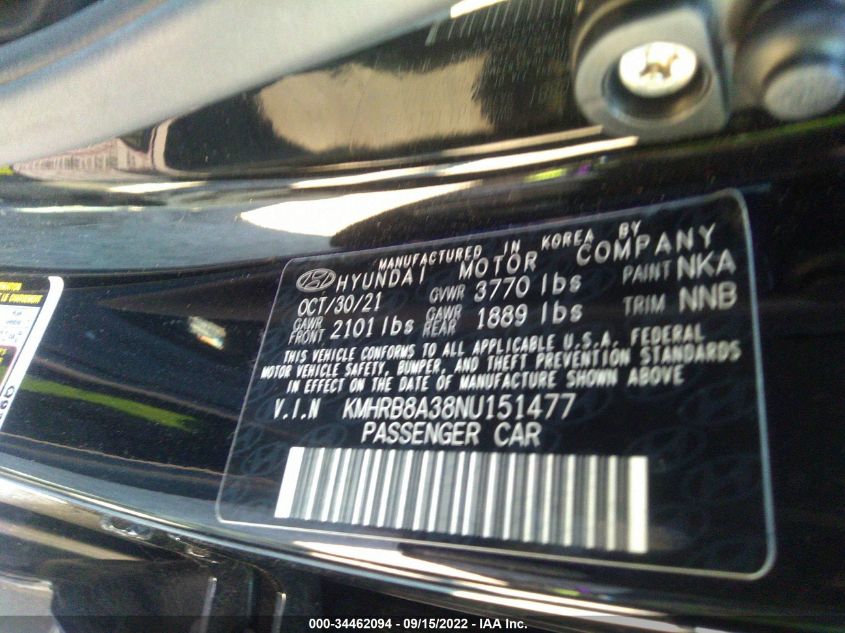 MANUFACTURED IN KOREA BY
HYUNDAI MOTOR COMPANY
OCT/30/21 GVWR 3770 lbs PAINT NKA
GAWR FRONT 2101 lbs GAWR REAR 1889 lbs TRIM NNB
THIS VEHICLE CONFORMS TO ALL APPLICABLE U.S.A. FEDERAL
MOTOR VEHICLE SAFETY, BUMPER, AND THEFT PREVENTION STANDARDS
IN EFFECT ON THE DATE OF MANUFACTURE SHOWN ABOVE
V.I.N KMHRB8A38NU151477
PASSENGER CAR
000-34462094 - 09/15/2022 - IAA Inc.